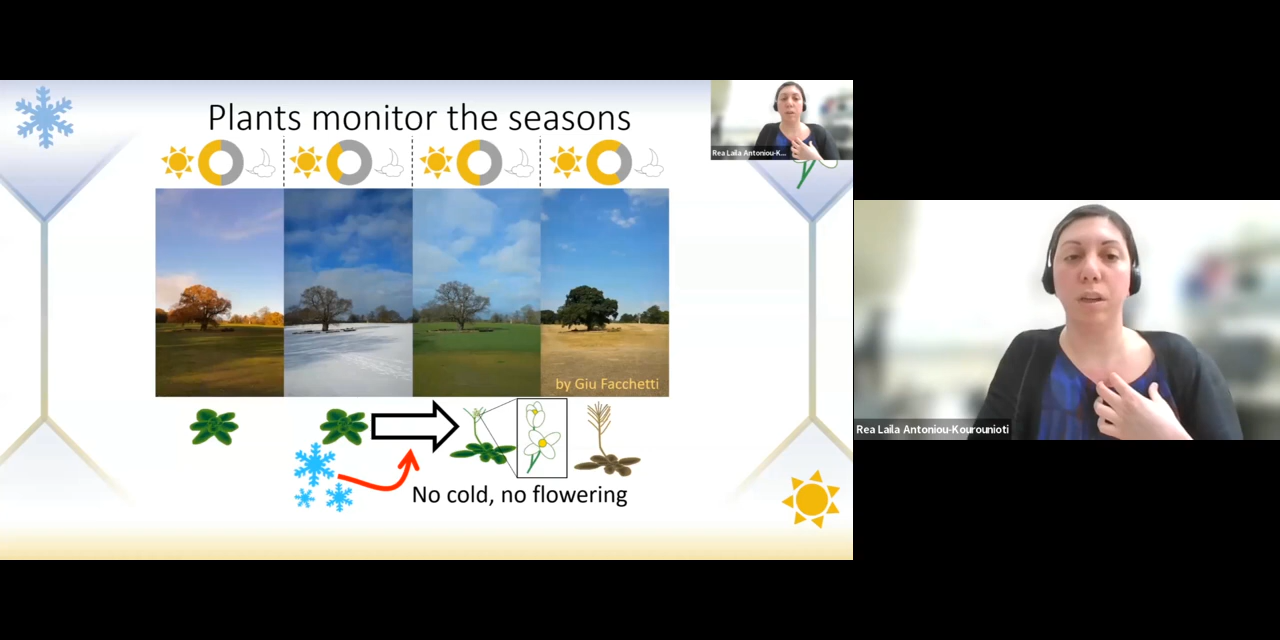 Plants monitor the seasons
Rea Laila Antoniou-K...
by Giu Facchetti
No cold, no flowering
Rea Laila Antoniou-Kourounioti